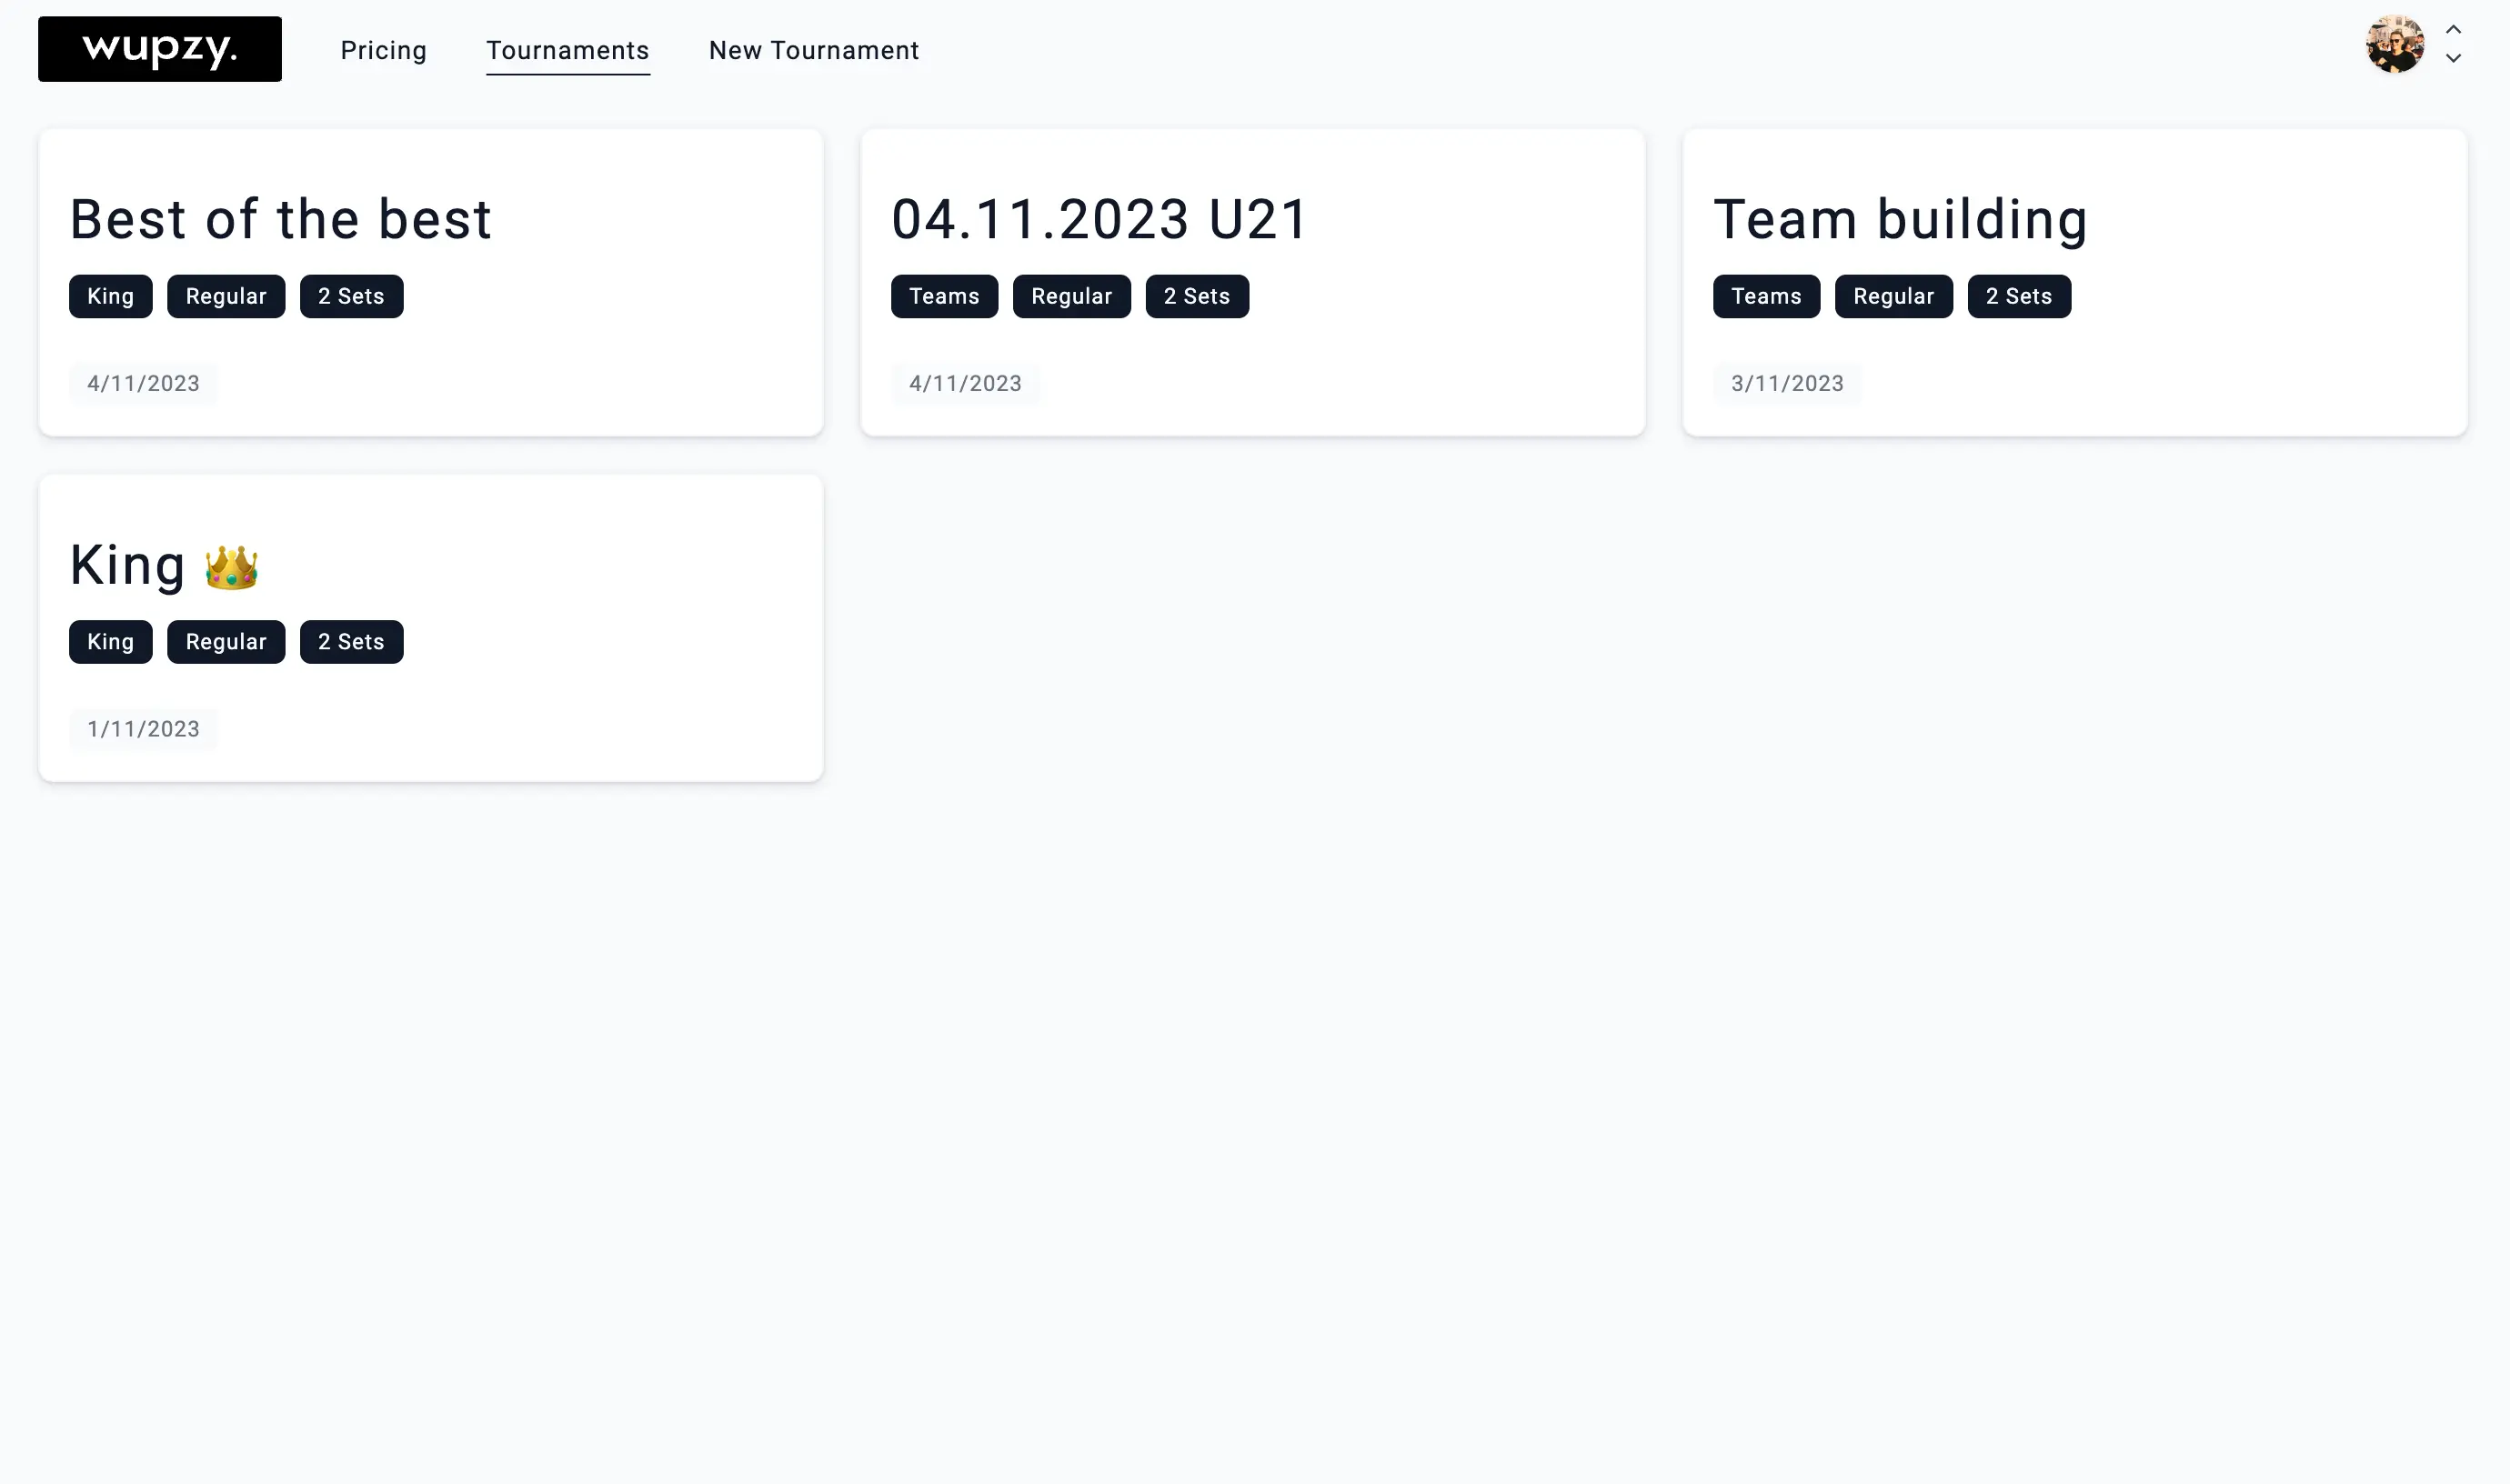 wupzy.
Pricing
Tournaments
New Tournament
Best of the best
King
Regular
2 Sets
4/11/2023
04.11.2023 U21
Teams
Regular
2 Sets
4/11/2023
Team building
Teams
Regular
2 Sets
3/11/2023
King 👑
King
Regular
2 Sets
1/11/2023